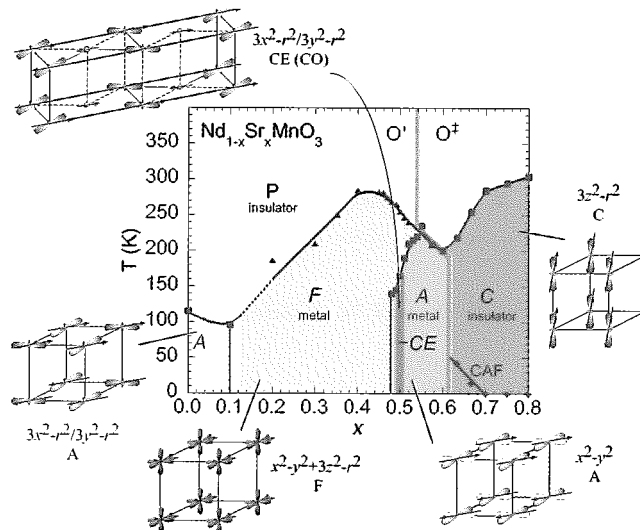 3x²-r²/3y²-r²
CE (CO)
Nd₁₋ₓSrₓMnO₃
O'
O‡
350
300
250
200
150
100
50
0
T (K)
P
insulator
F
metal
A
A
metal
CE
C
insulator
CAF
0.0
0.1
0.2
0.3
0.4
0.5
0.6
0.7
0.8
x
3z²-r²
C
3x²-r²/3y²-r²
A
x²-y²+3z²-r²
F
x²-y²
A